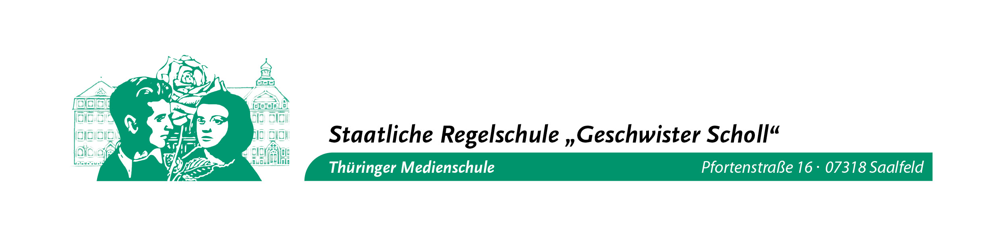 Staatliche Regelschule „Geschwister Scholl“
Thüringer Medienschule
Pfortenstraße 16 · 07318 Saalfeld